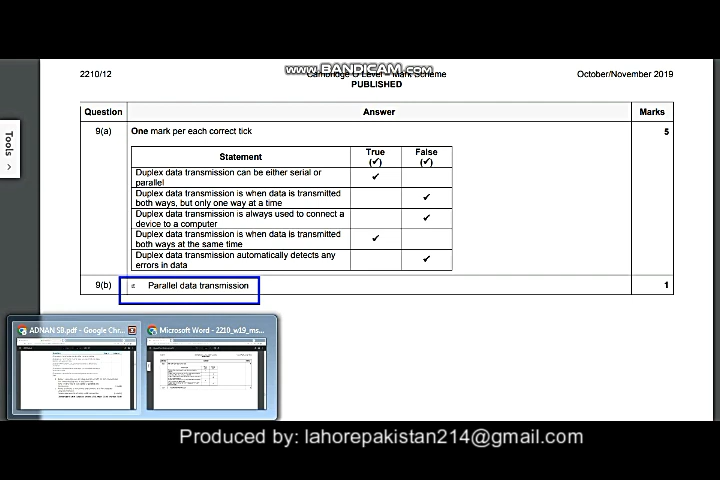 WWW.BANDICAM.COM
2210/12
Cambridge O Level – Mark Scheme
October/November 2019
PUBLISHED
Question
Answer
Marks
9(a)
One mark per each correct tick
5
Statement
True
(✓)
False
(✓)
Duplex data transmission can be either serial or
parallel
✓
Duplex data transmission is when data is transmitted
both ways, but only one way at a time
✓
Duplex data transmission is always used to connect a
device to a computer
✓
Duplex data transmission is when data is transmitted
both ways at the same time
✓
Duplex data transmission automatically detects any
errors in data
✓
9(b)
Parallel data transmission
1
Tools
ADNAN SB.pdf - Google Chr...
Microsoft Word - 2210_w19_ms...
Produced by: lahorepakistan214@gmail.com